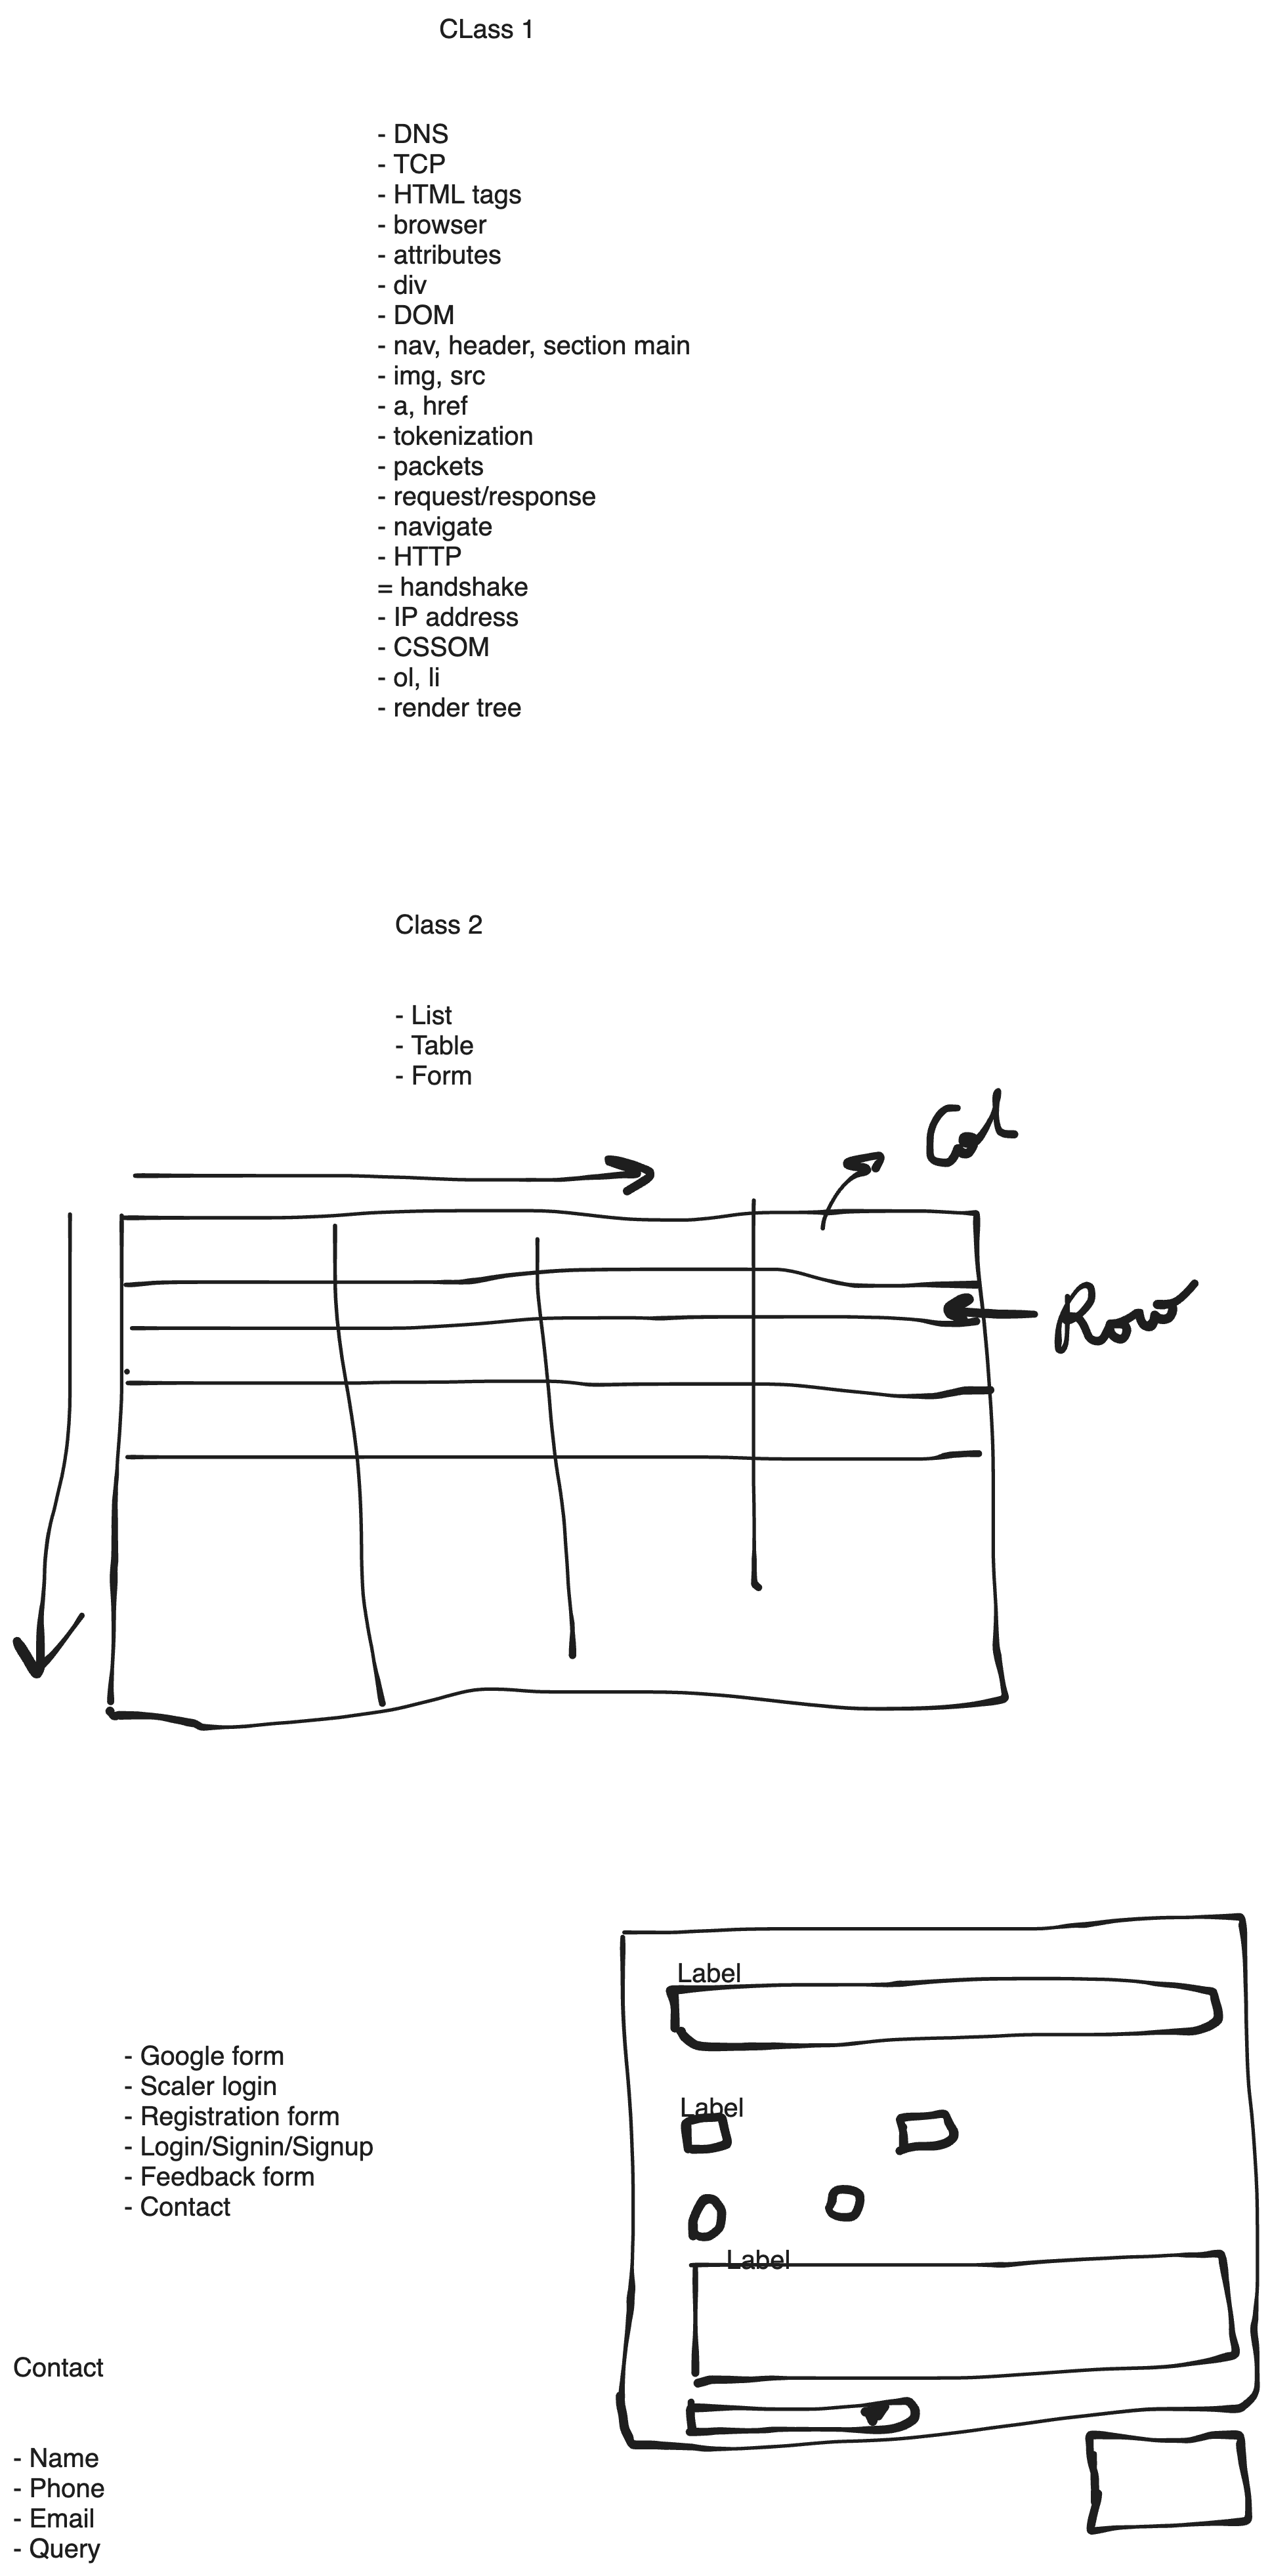 CLass 1
- DNS
- TCP
- HTML tags
- browser
- attributes
- div
- DOM
- nav, header, section main
- img, src
- a, href
- tokenization
- packets
- request/response
- navigate
- HTTP
= handshake
- IP address
- CSSOM
- ol, li
- render tree
Class 2
- List
- Table
- Form
Col
Row
Label
Label
Label
- Google form
- Scaler login
- Registration form
- Login/Signin/Signup
- Feedback form
- Contact
Contact
- Name
- Phone
- Email
- Query